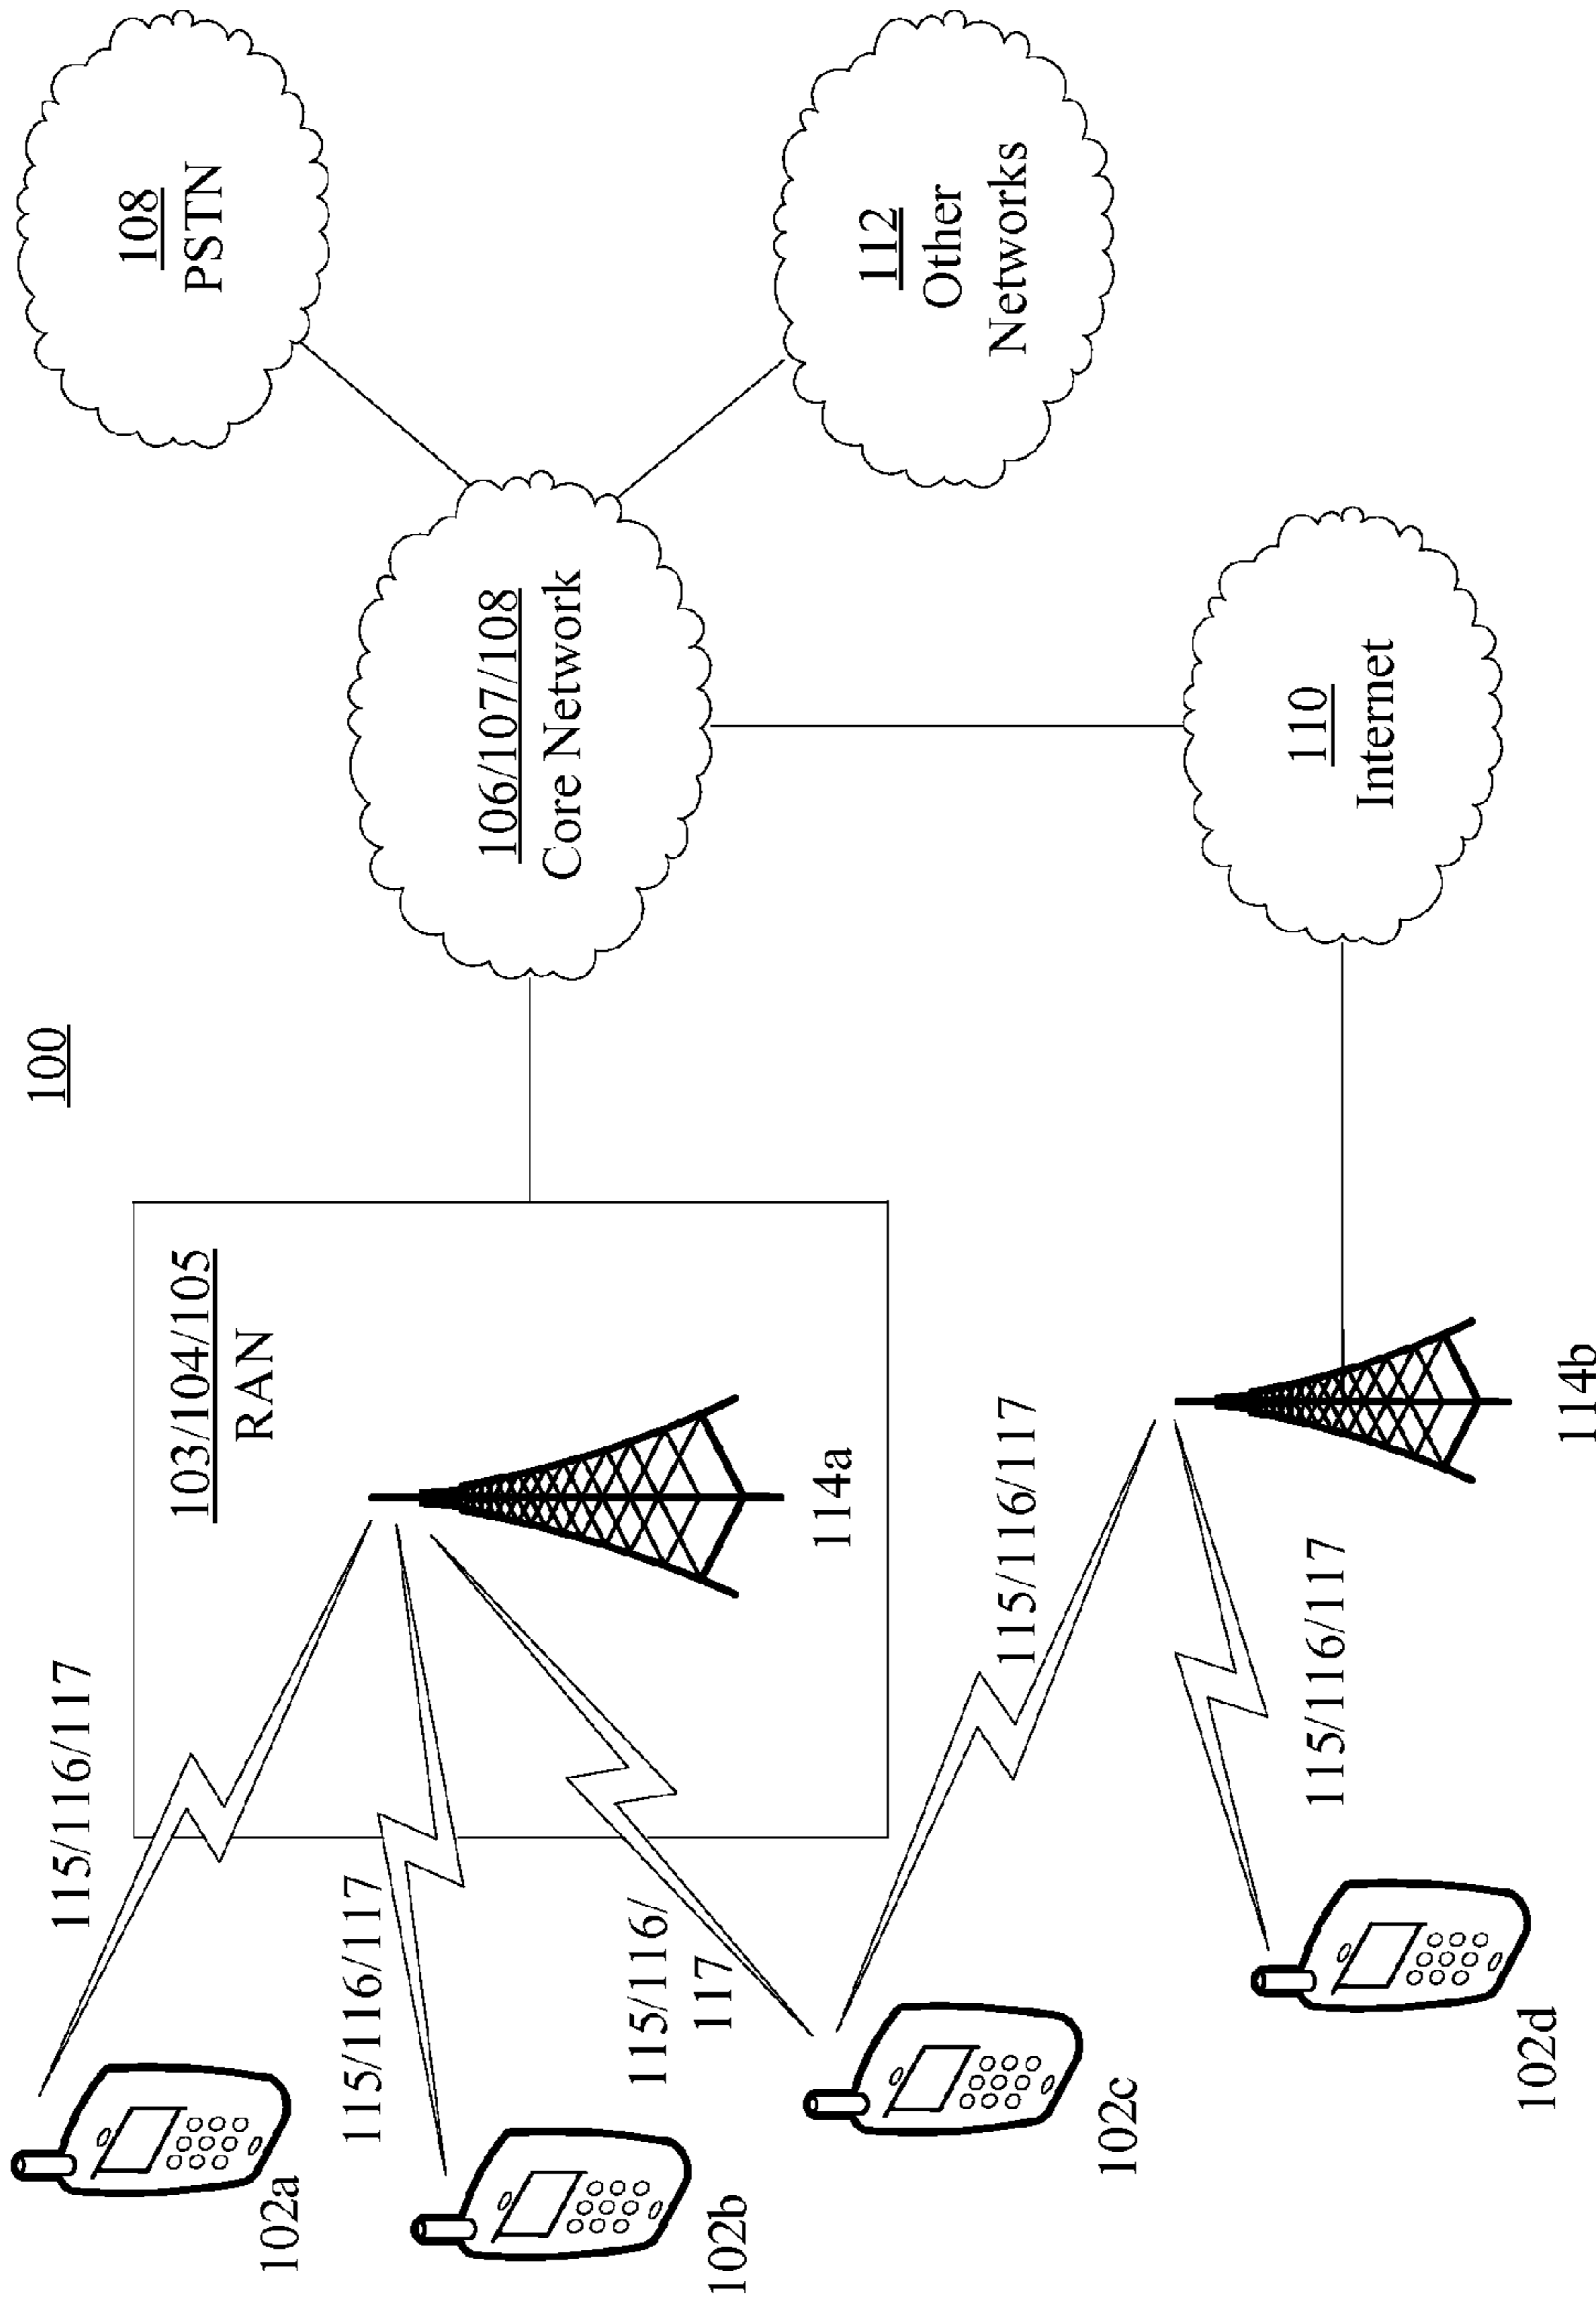 100
115/116/117
103/104/105
RAN
108
PSTN
102a
115/116/117
106/107/108
Core Network
102b
115/116/
117
114a
112
Other
Networks
102c
115/116/117
115/116/117
110
Internet
102d
114b